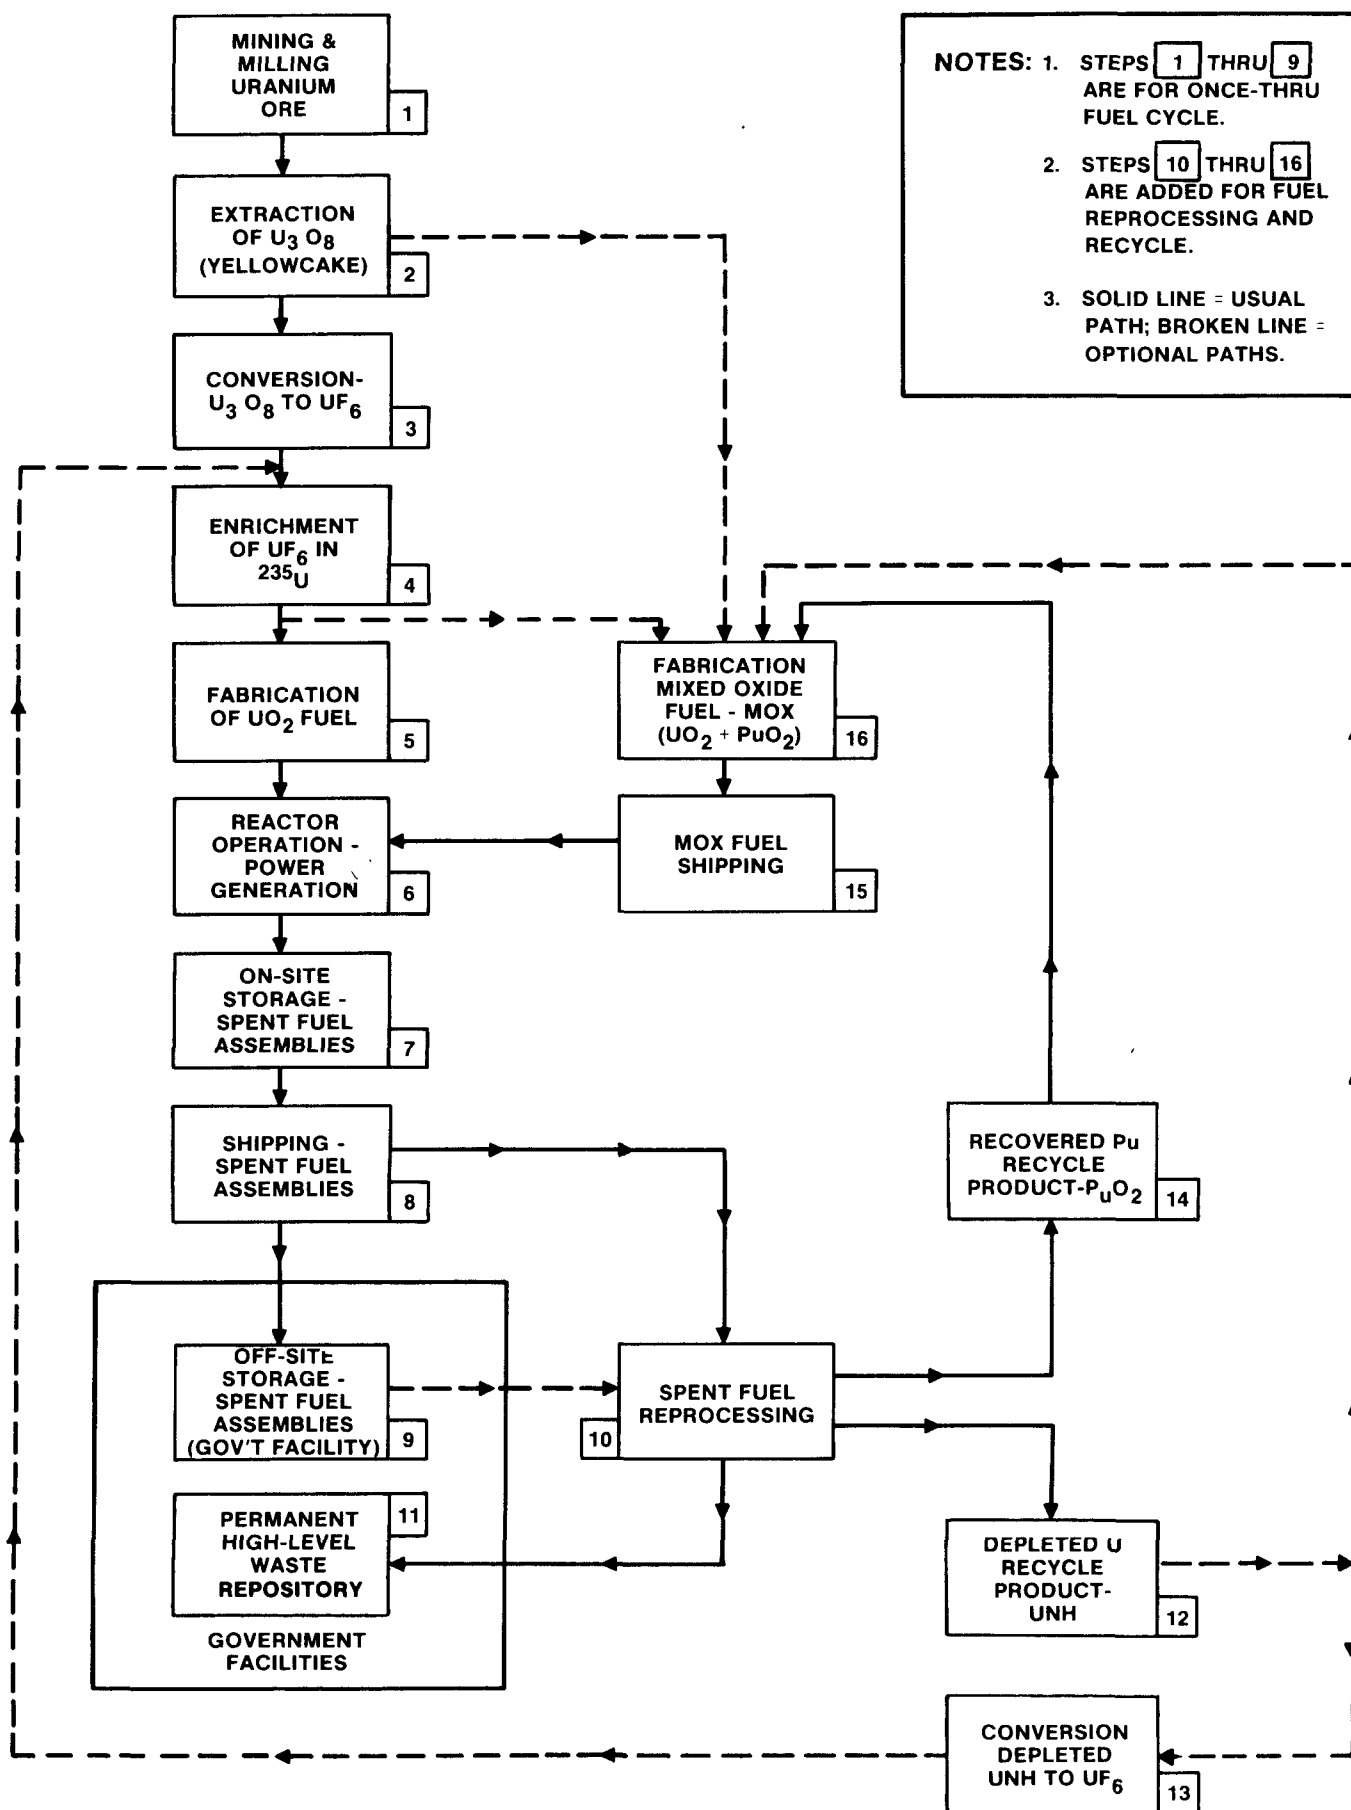 MINING &
MILLING
URANIUM
ORE
1
EXTRACTION
OF U3 O8
(YELLOWCAKE)
2
CONVERSION-
U3 O8 TO UF6
3
ENRICHMENT
OF UF6 IN
235U
4
FABRICATION
OF UO2 FUEL
5
REACTOR
OPERATION -
POWER
GENERATION
6
ON-SITE
STORAGE -
SPENT FUEL
ASSEMBLIES
7
SHIPPING -
SPENT FUEL
ASSEMBLIES
8
OFF-SITE
STORAGE -
SPENT FUEL
ASSEMBLIES
(GOV'T FACILITY)
9
PERMANENT
HIGH-LEVEL
WASTE
REPOSITORY
11
GOVERNMENT
FACILITIES
NOTES: 1. STEPS 1 THRU 9
ARE FOR ONCE-THRU
FUEL CYCLE.
2. STEPS 10 THRU 16
ARE ADDED FOR FUEL
REPROCESSING AND
RECYCLE.
3. SOLID LINE = USUAL
PATH; BROKEN LINE =
OPTIONAL PATHS.
FABRICATION
MIXED OXIDE
FUEL - MOX
(UO2 + PuO2)
16
MOX FUEL
SHIPPING
15
RECOVERED Pu
RECYCLE
PRODUCT-PuO2
14
SPENT FUEL
REPROCESSING
10
DEPLETED U
RECYCLE
PRODUCT-
UNH
12
CONVERSION
DEPLETED
UNH TO UF6
13